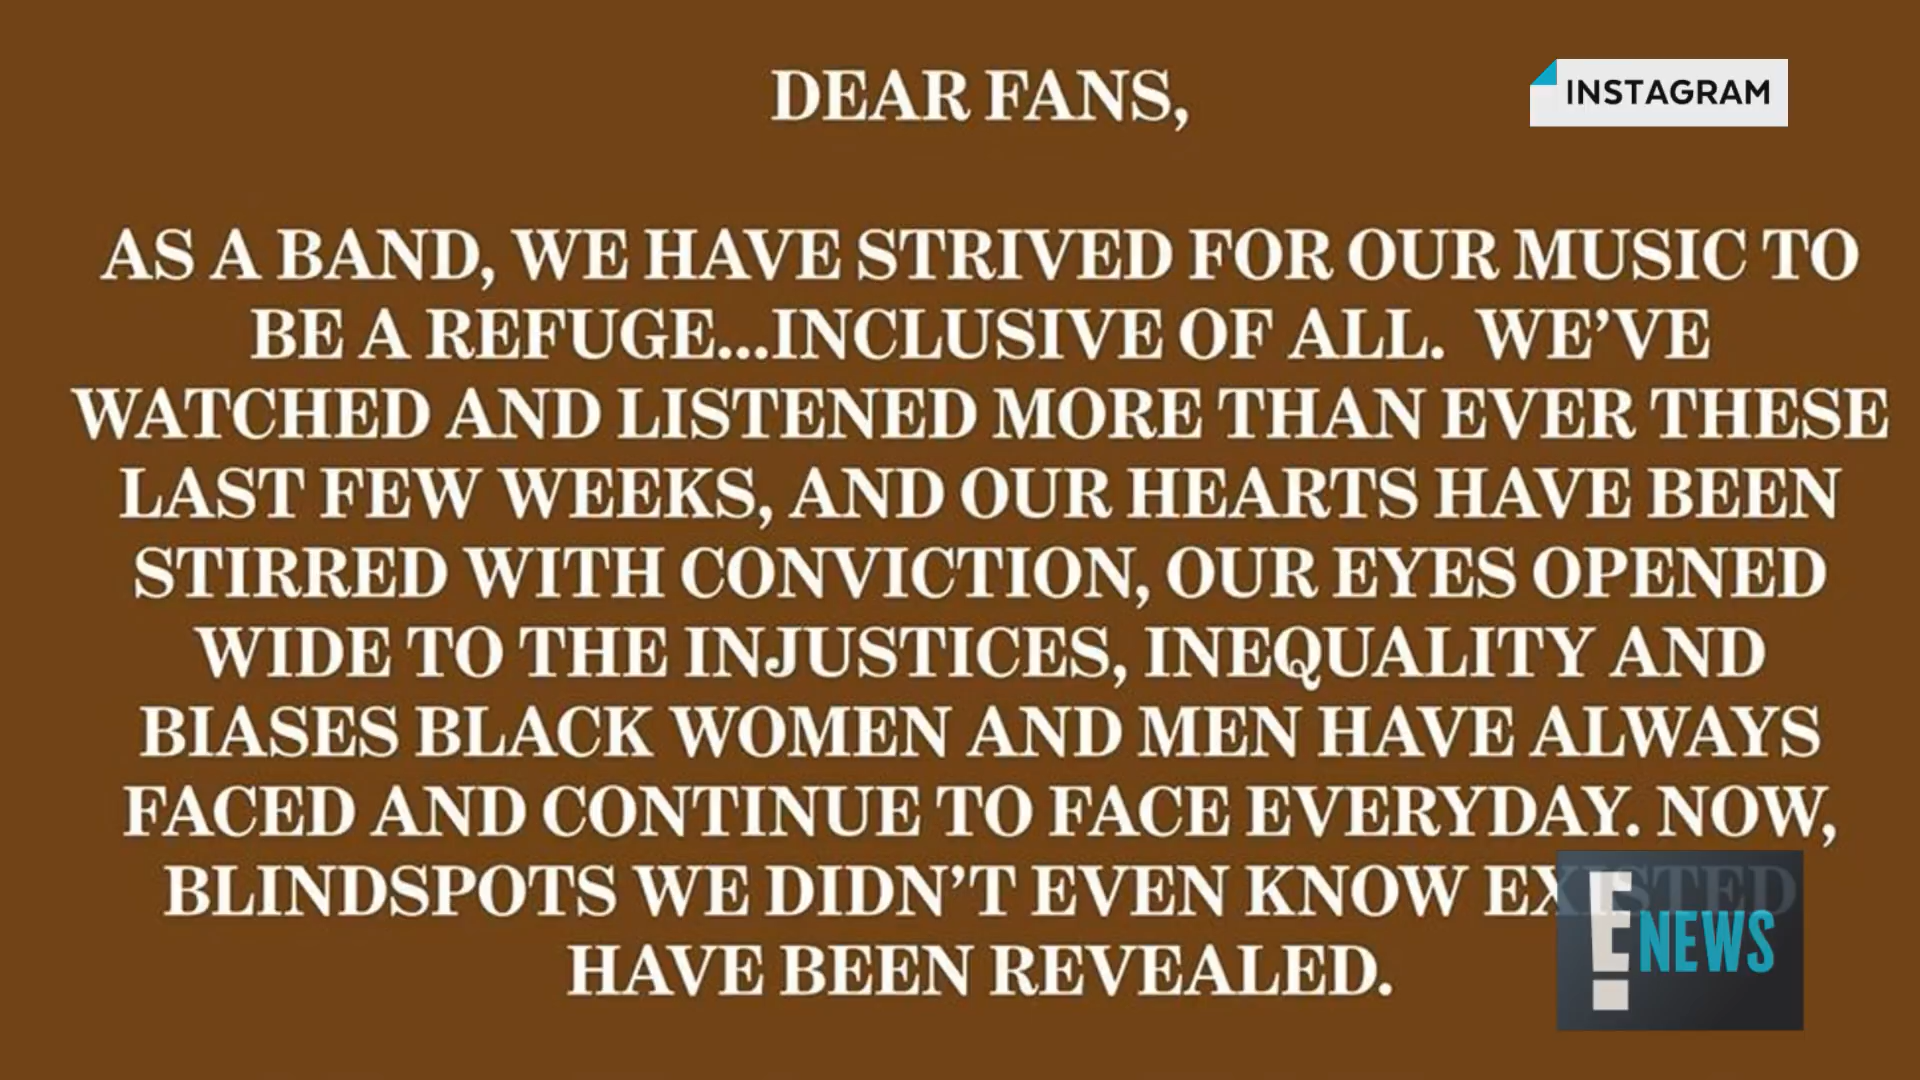 DEAR FANS,
INSTAGRAM
AS A BAND, WE HAVE STRIVED FOR OUR MUSIC TO
BE A REFUGE...INCLUSIVE OF ALL. WE'VE
WATCHED AND LISTENED MORE THAN EVER THESE
LAST FEW WEEKS, AND OUR HEARTS HAVE BEEN
STIRRED WITH CONVICTION, OUR EYES OPENED
WIDE TO THE INJUSTICES, INEQUALITY AND
BIASES BLACK WOMEN AND MEN HAVE ALWAYS
FACED AND CONTINUE TO FACE EVERYDAY. NOW,
BLINDSPOTS WE DIDN'T EVEN KNOW EXISTED
HAVE BEEN REVEALED.
E! NEWS